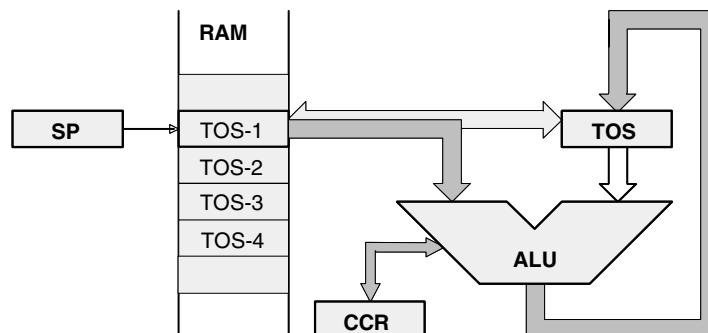 RAM
SP
TOS-1
TOS
TOS-2
TOS-3
TOS-4
ALU
CCR